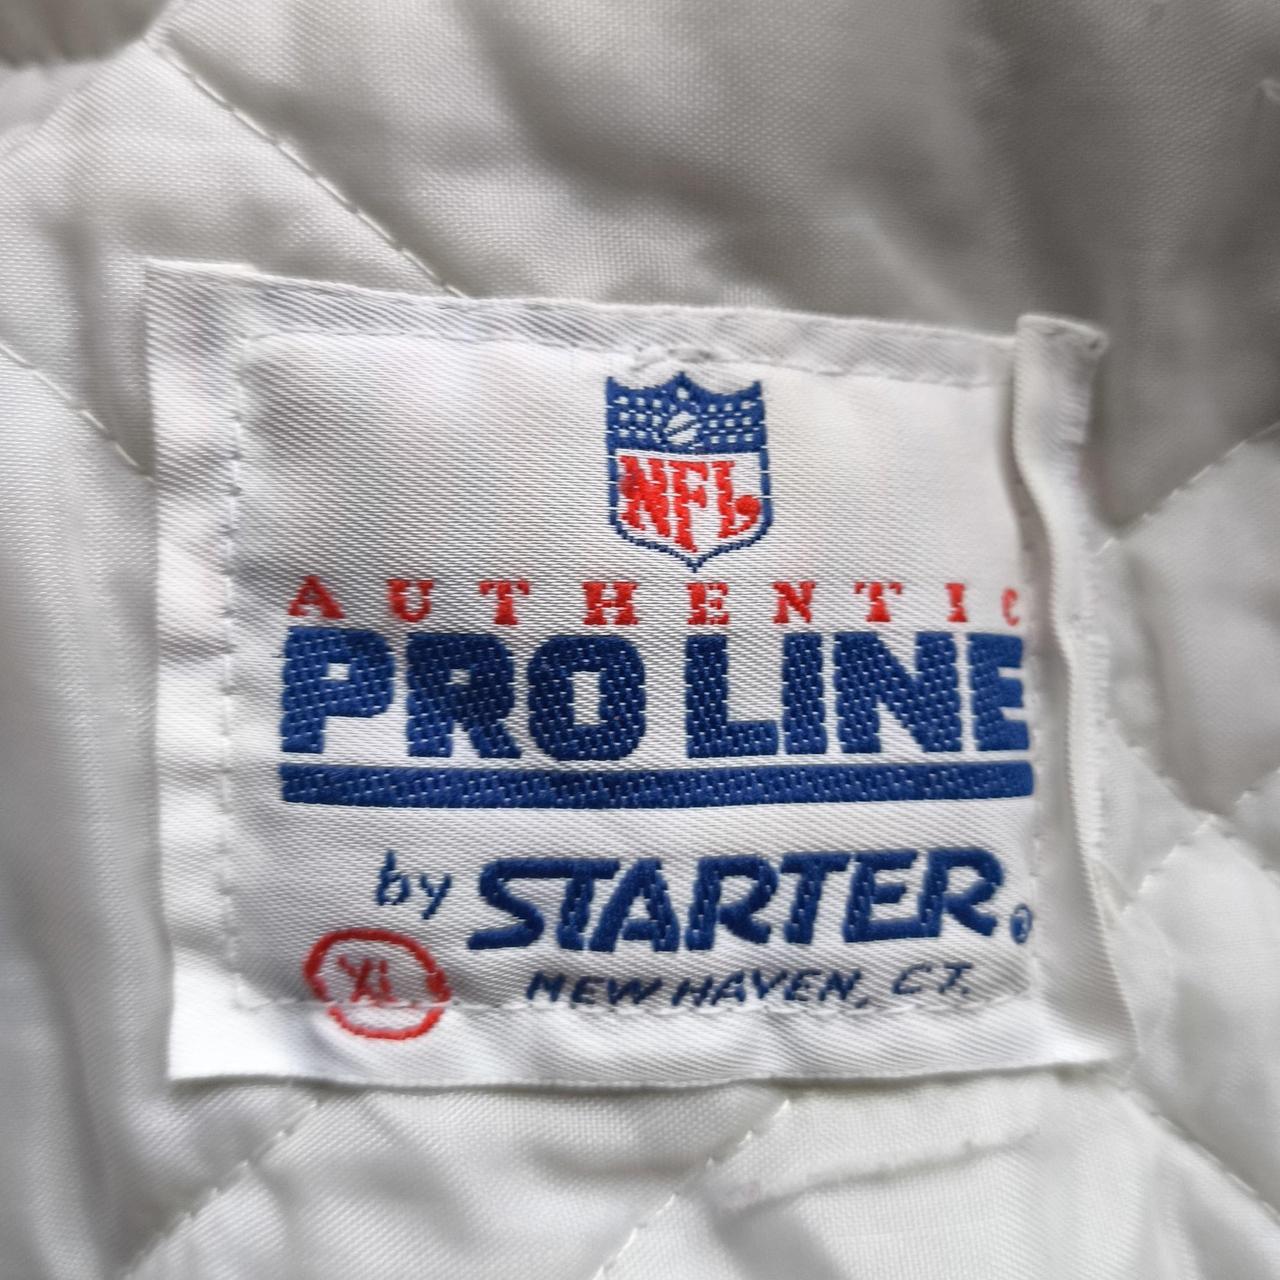 NFL
AUTHENTIC
PRO LINE
by STARTER®
XL
NEW HAVEN, CT.